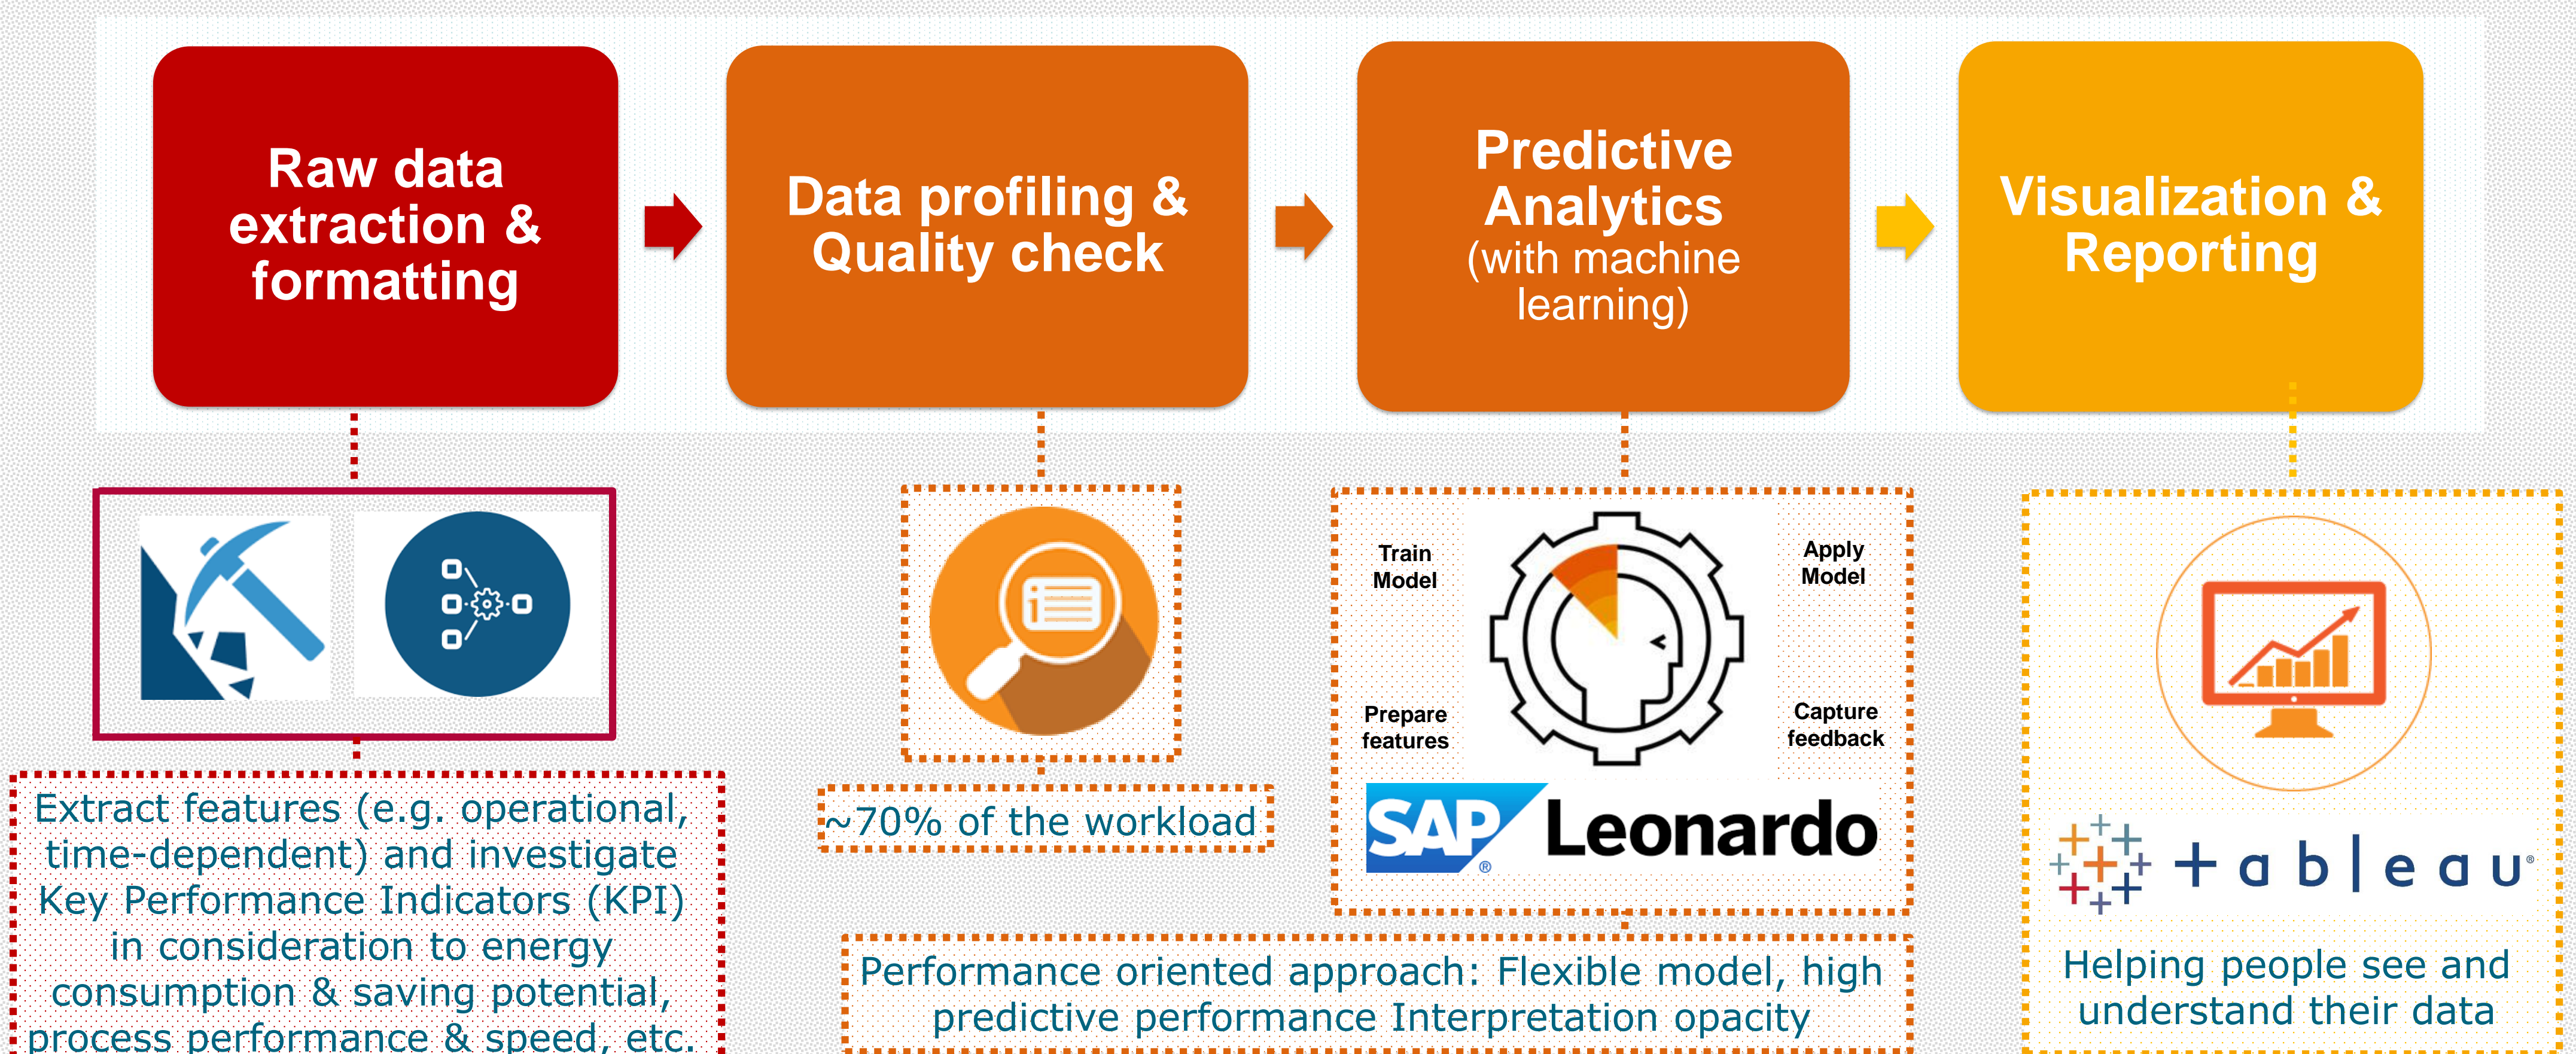 Raw data
extraction &
formatting
Data profiling &
Quality check
Predictive
Analytics
(with machine
learning)
Visualization &
Reporting
Extract features (e.g. operational,
time-dependent) and investigate
Key Performance Indicators (KPI)
in consideration to energy
consumption & saving potential,
process performance & speed, etc.
~70% of the workload
Train
Model
Apply
Model
Prepare
features
Capture
feedback
SAP® Leonardo
Performance oriented approach: Flexible model, high
predictive performance Interpretation opacity
+ableau®
Helping people see and
understand their data